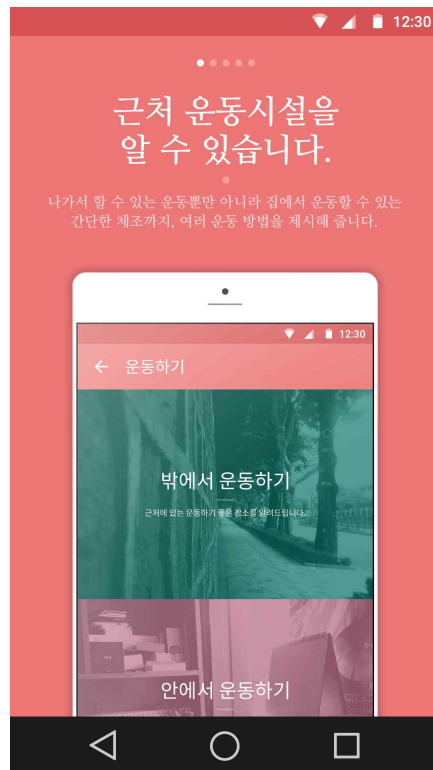 12:30
근처 운동시설을
알 수 있습니다.
나가서 할 수 있는 운동뿐만 아니라 집에서 운동할 수 있는
간단한 체조까지, 여러 운동 방법을 제시해 줍니다.
12:30
운동하기
밖에서 운동하기
근처에 있는 운동하기 좋은 장소를 알려드립니다.
안에서 운동하기